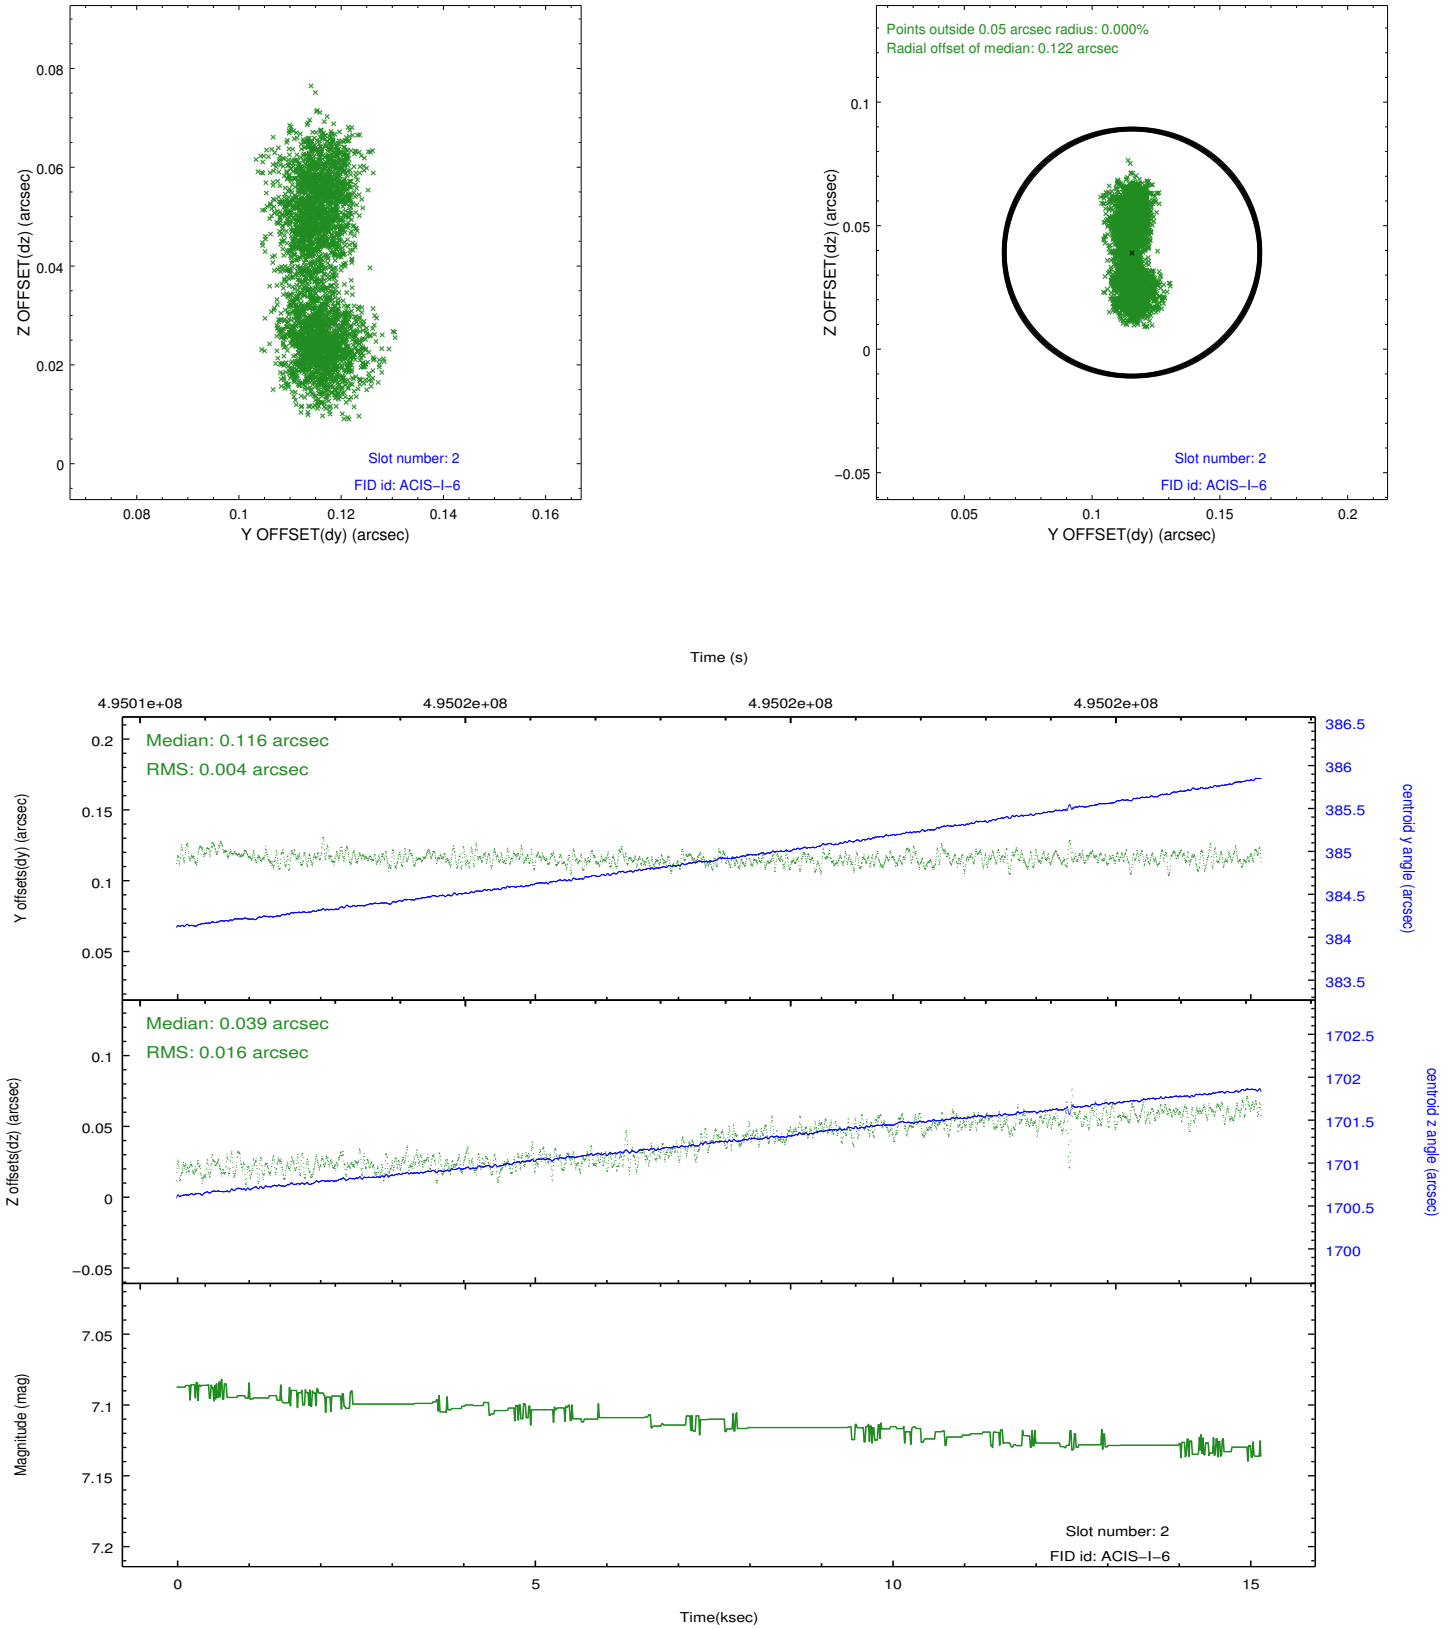 0.08
0.06
0.04
0.02
0
Z OFFSET(dz) (arcsec)
Slot number: 2
FID id: ACIS−I−6
0.08
0.1
0.12
0.14
0.16
Y OFFSET(dy) (arcsec)
Points outside 0.05 arcsec radius: 0.000%
Radial offset of median: 0.122 arcsec
0.1
0.05
0
−0.05
Z OFFSET(dz) (arcsec)
Slot number: 2
FID id: ACIS−I−6
0.05
0.1
0.15
0.2
Y OFFSET(dy) (arcsec)
Time (s)
4.9501e+08
4.9502e+08
4.9502e+08
4.9502e+08
Median: 0.116 arcsec
RMS: 0.004 arcsec
0.2
0.15
0.1
0.05
Y offsets(dy) (arcsec)
386.5
386
385.5
385
384.5
384
383.5
centroid y angle (arcsec)
Median: 0.039 arcsec
RMS: 0.016 arcsec
0.1
0.05
0
−0.05
Z offsets(dz) (arcsec)
1702.5
1702
1701.5
1701
1700.5
1700
centroid z angle (arcsec)
7.05
7.1
7.15
7.2
Magnitude (mag)
Slot number: 2
FID id: ACIS−I−6
0
5
10
15
Time(ksec)